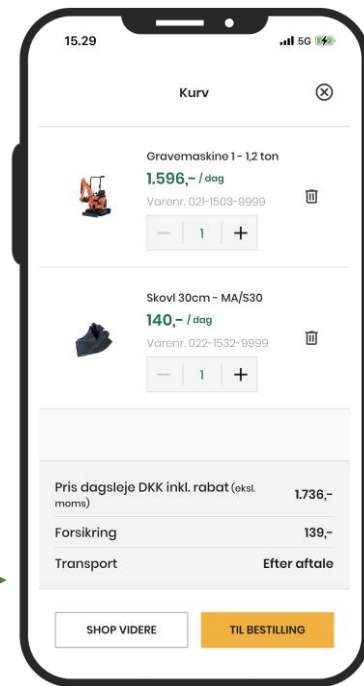 15.29
5G
Kurv
Gravemaskine 1 - 1,2 ton
1.596,- / dag
Varenr. 021-1503-9999
1
Skovl 30cm - MA/S30
140,- / dag
Varenr. 022-1532-9999
1
Pris dagsleje DKK inkl. rabat (eksl. moms)
1.736,-
Forsikring
139,-
Transport
Efter aftale
SHOP VIDERE
TIL BESTILLING